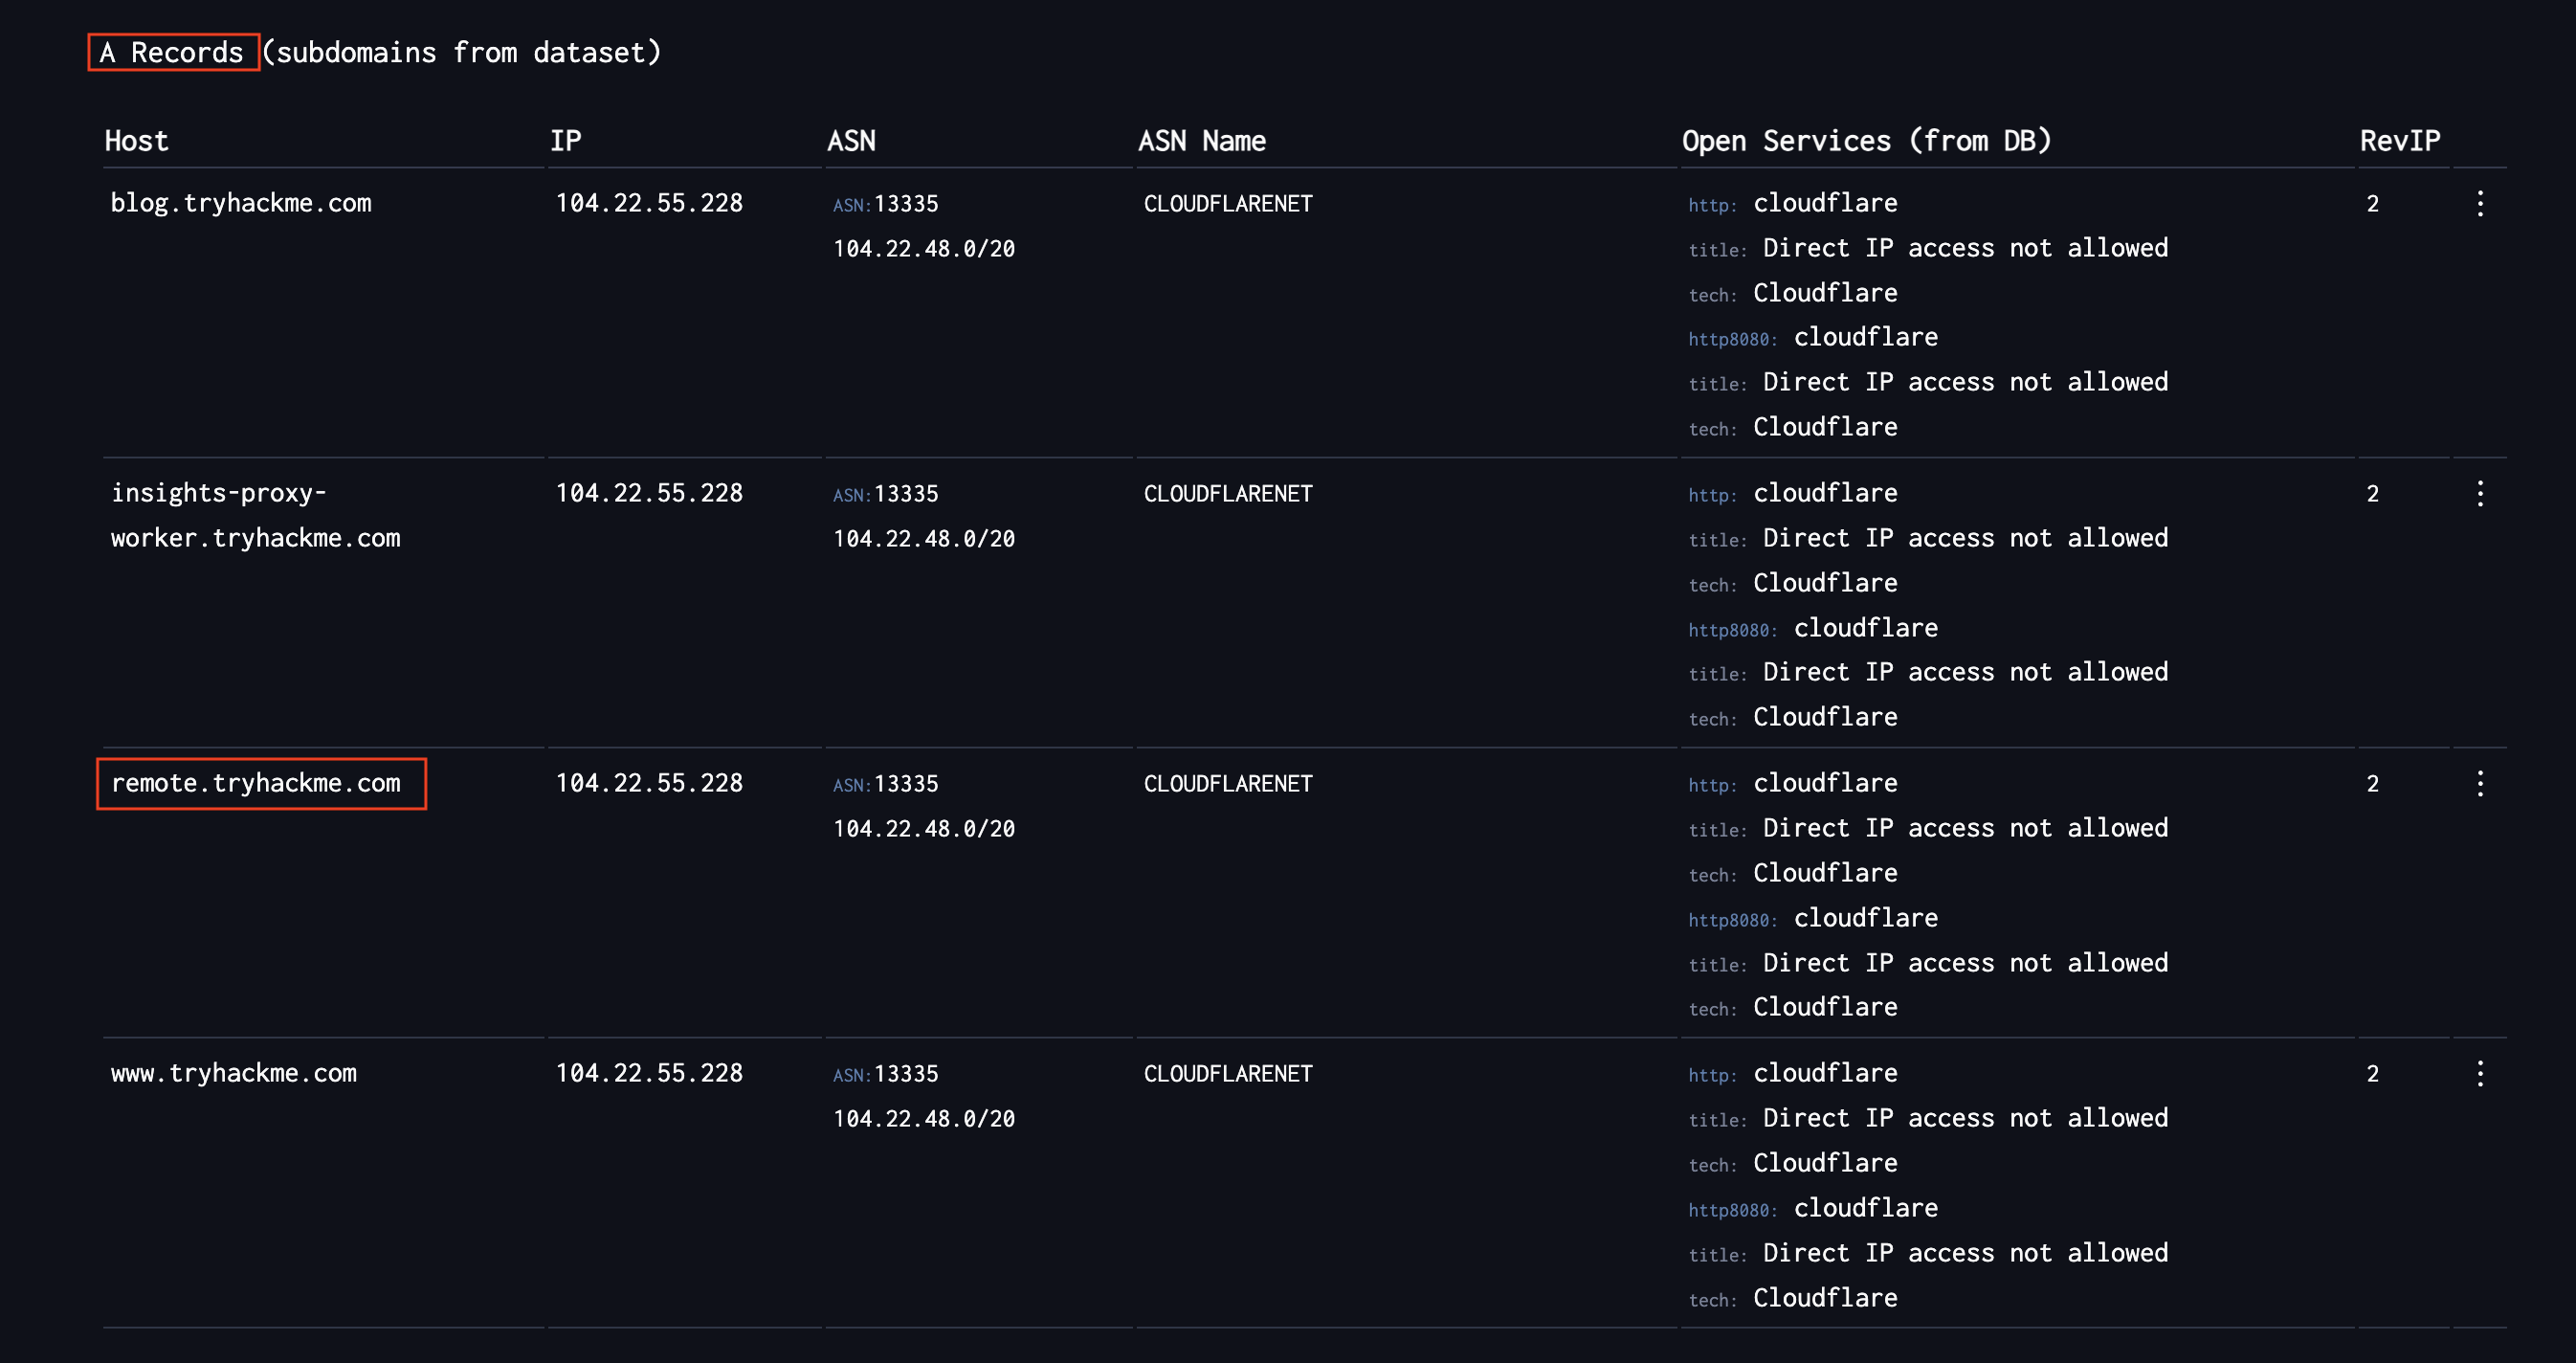 A Records (subdomains from dataset)
Host IP ASN ASN Name Open Services (from DB) RevIP
blog.tryhackme.com 104.22.55.228 ASN:13335 CLOUDFLARENET http: cloudflare 2
104.22.48.0/20 title: Direct IP access not allowed
tech: Cloudflare
http8080: cloudflare
title: Direct IP access not allowed
tech: Cloudflare
insights-proxy- 104.22.55.228 ASN:13335 CLOUDFLARENET http: cloudflare 2
worker.tryhackme.com 104.22.48.0/20 title: Direct IP access not allowed
tech: Cloudflare
http8080: cloudflare
title: Direct IP access not allowed
tech: Cloudflare
remote.tryhackme.com 104.22.55.228 ASN:13335 CLOUDFLARENET http: cloudflare 2
104.22.48.0/20 title: Direct IP access not allowed
tech: Cloudflare
http8080: cloudflare
title: Direct IP access not allowed
tech: Cloudflare
www.tryhackme.com 104.22.55.228 ASN:13335 CLOUDFLARENET http: cloudflare 2
104.22.48.0/20 title: Direct IP access not allowed
tech: Cloudflare
http8080: cloudflare
title: Direct IP access not allowed
tech: Cloudflare